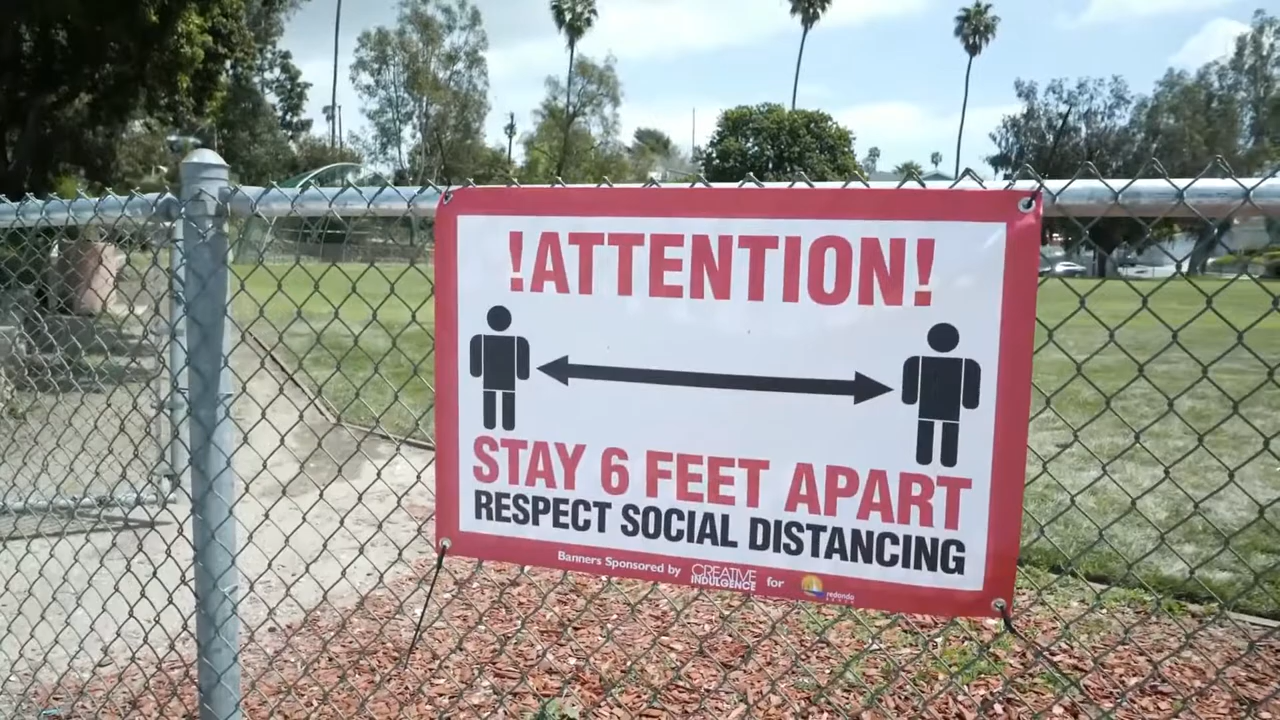 !ATTENTION!
STAY 6 FEET APART
RESPECT SOCIAL DISTANCING
Banners Sponsored by CREATIVE INDULGENCE for redondo